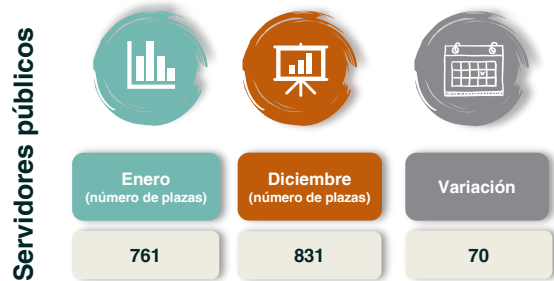 Servidores públicos
Enero
(número de plazas)
Diciembre
(número de plazas)
Variación
761
831
70